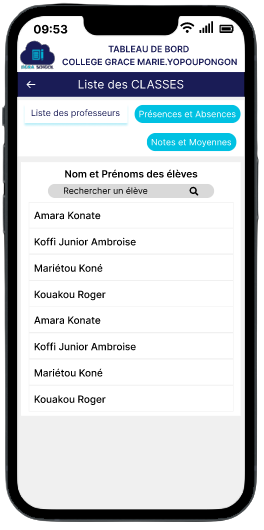 09:53
TABLEAU DE BORD
COLLEGE GRACE MARIE.YOPOUPONGON
Liste des CLASSES
Liste des professeurs
Présences et Absences
Notes et Moyennes
Nom et Prénoms des élèves
Rechercher un élève
Amara Konate
Koffi Junior Ambroise
Mariétou Koné
Kouakou Roger
Amara Konate
Koffi Junior Ambroise
Mariétou Koné
Kouakou Roger